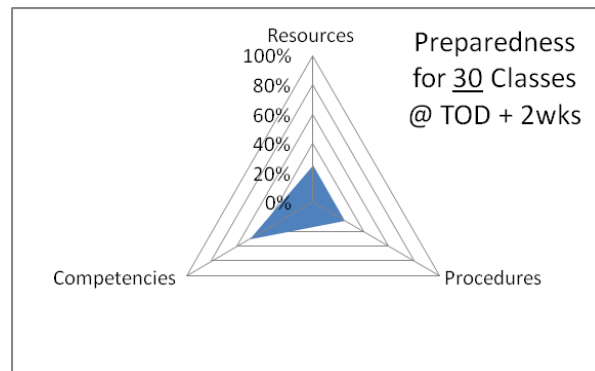 Resources
Preparedness
for 30 Classes
@ TOD + 2wks
100%
80%
60%
40%
20%
0%
Competencies
Procedures